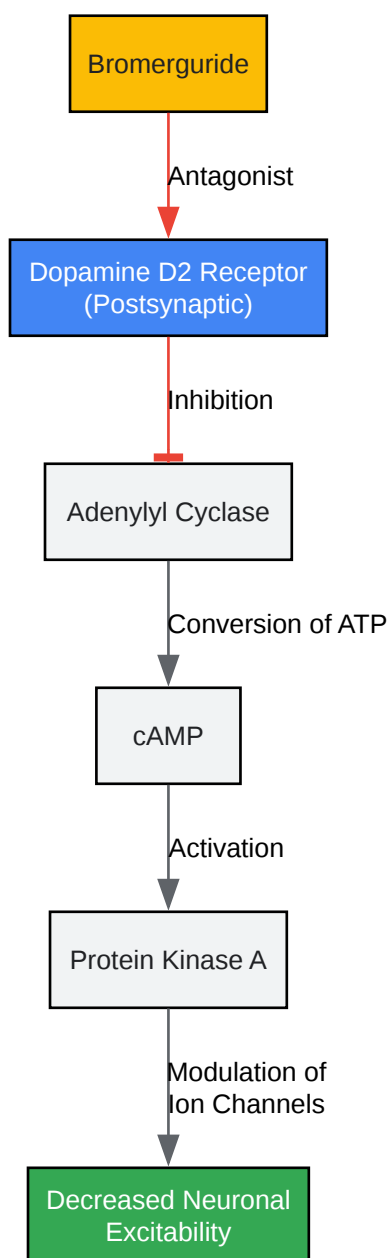 Bromerguride
Antagonist
Dopamine D2 Receptor
(Postsynaptic)
Inhibition
Adenylyl Cyclase
Conversion of ATP
cAMP
Activation
Protein Kinase A
Modulation of
Ion Channels
Decreased Neuronal
Excitability